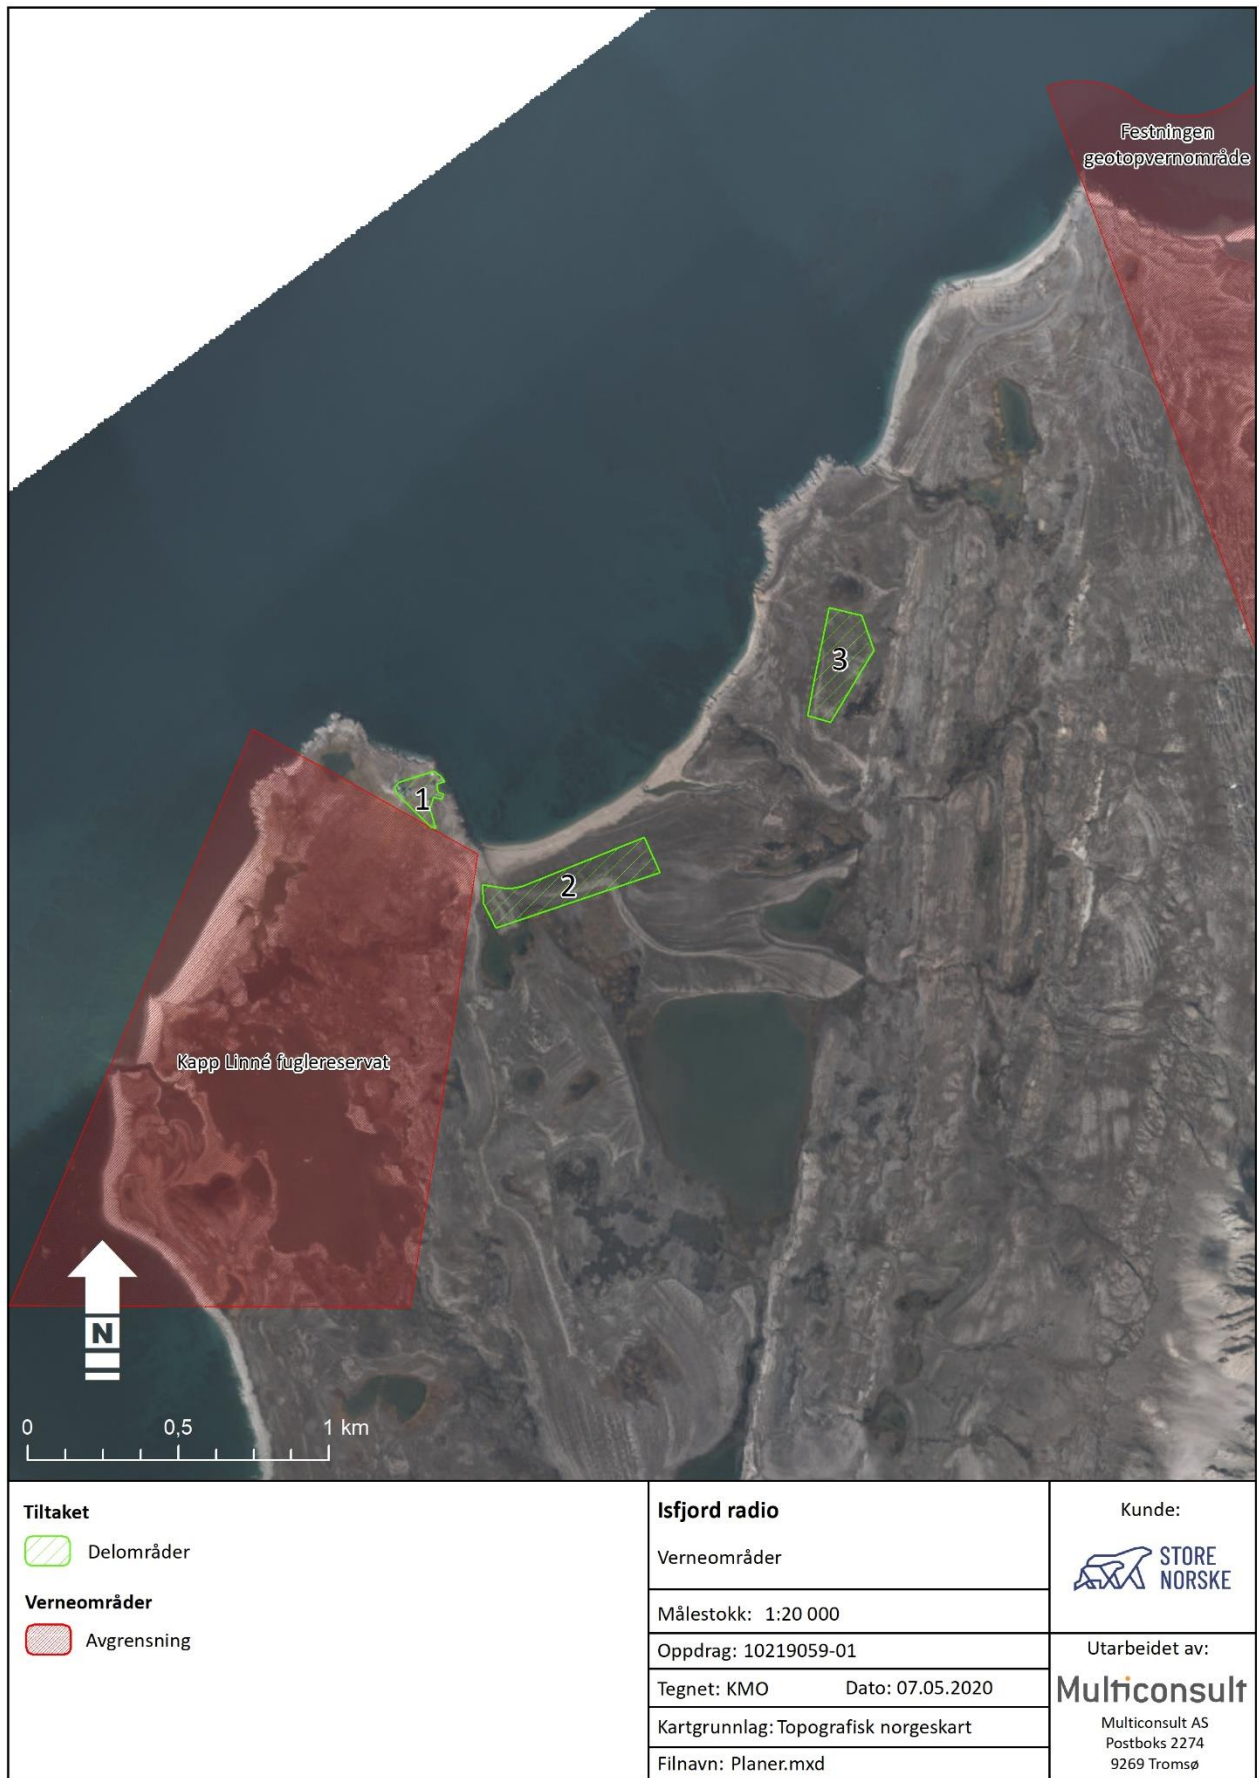 Festningen
geotopvernområde
3
1
2
Kapp Linné fuglereservat
N
0 0,5 1 km
Tiltaket
Delområder
Verneområder
Avgrensning
Isfjord radio
Verneområder
Målestokk: 1:20 000
Oppdrag: 10219059-01
Tegnet: KMO Dato: 07.05.2020
Kartgrunnlag: Topografisk norgeskart
Filnavn: Planer.mxd
Kunde:
STORE
NORSKE
Utarbeidet av:
Multiconsult
Multiconsult AS
Postboks 2274
9269 Tromsø